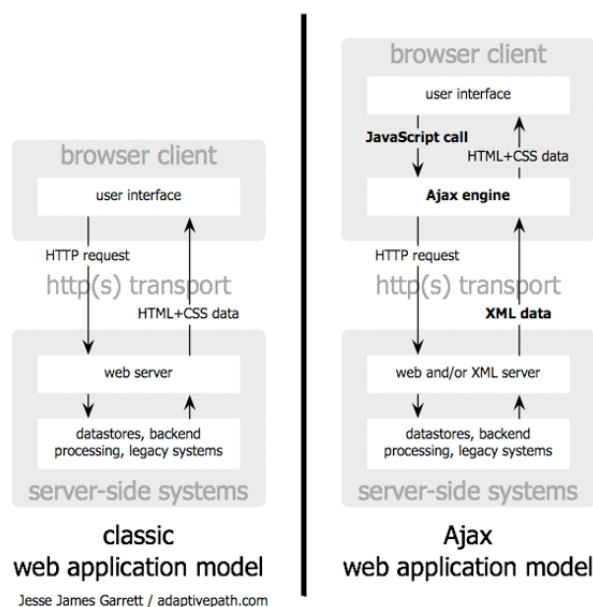 browser client
user interface
HTTP request
http(s) transport
HTML+CSS data
web server
datastores, backend
processing, legacy systems
server-side systems
classic
web application model
Jesse James Garrett / adaptivepath.com
browser client
user interface
JavaScript call
HTML+CSS data
Ajax engine
HTTP request
http(s) transport
XML data
web and/or XML server
datastores, backend
processing, legacy systems
server-side systems
Ajax
web application model